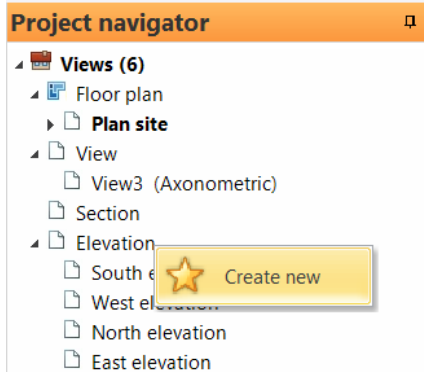 Project navigator
Views (6)
Floor plan
Plan site
View
View3 (Axonometric)
Section
Elevation
South e
Create new
West elevation
North elevation
East elevation